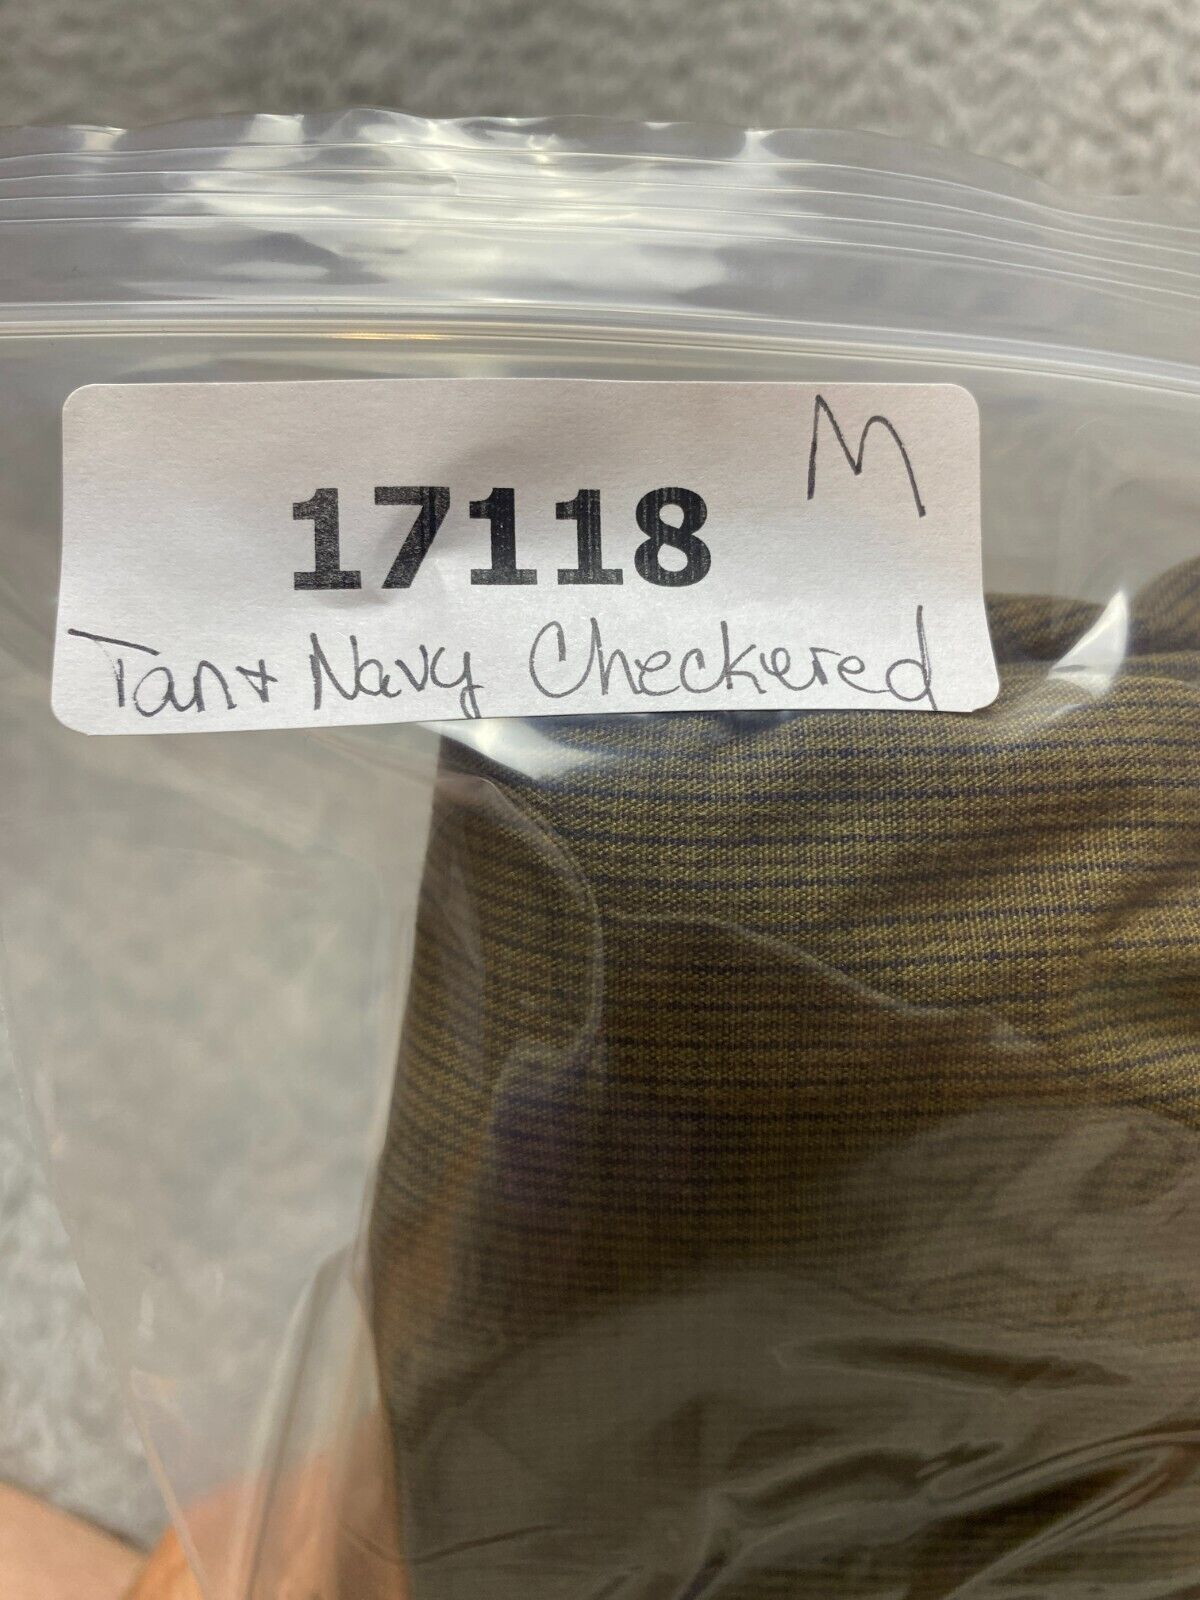 M
17118
Tan + Navy Checkered